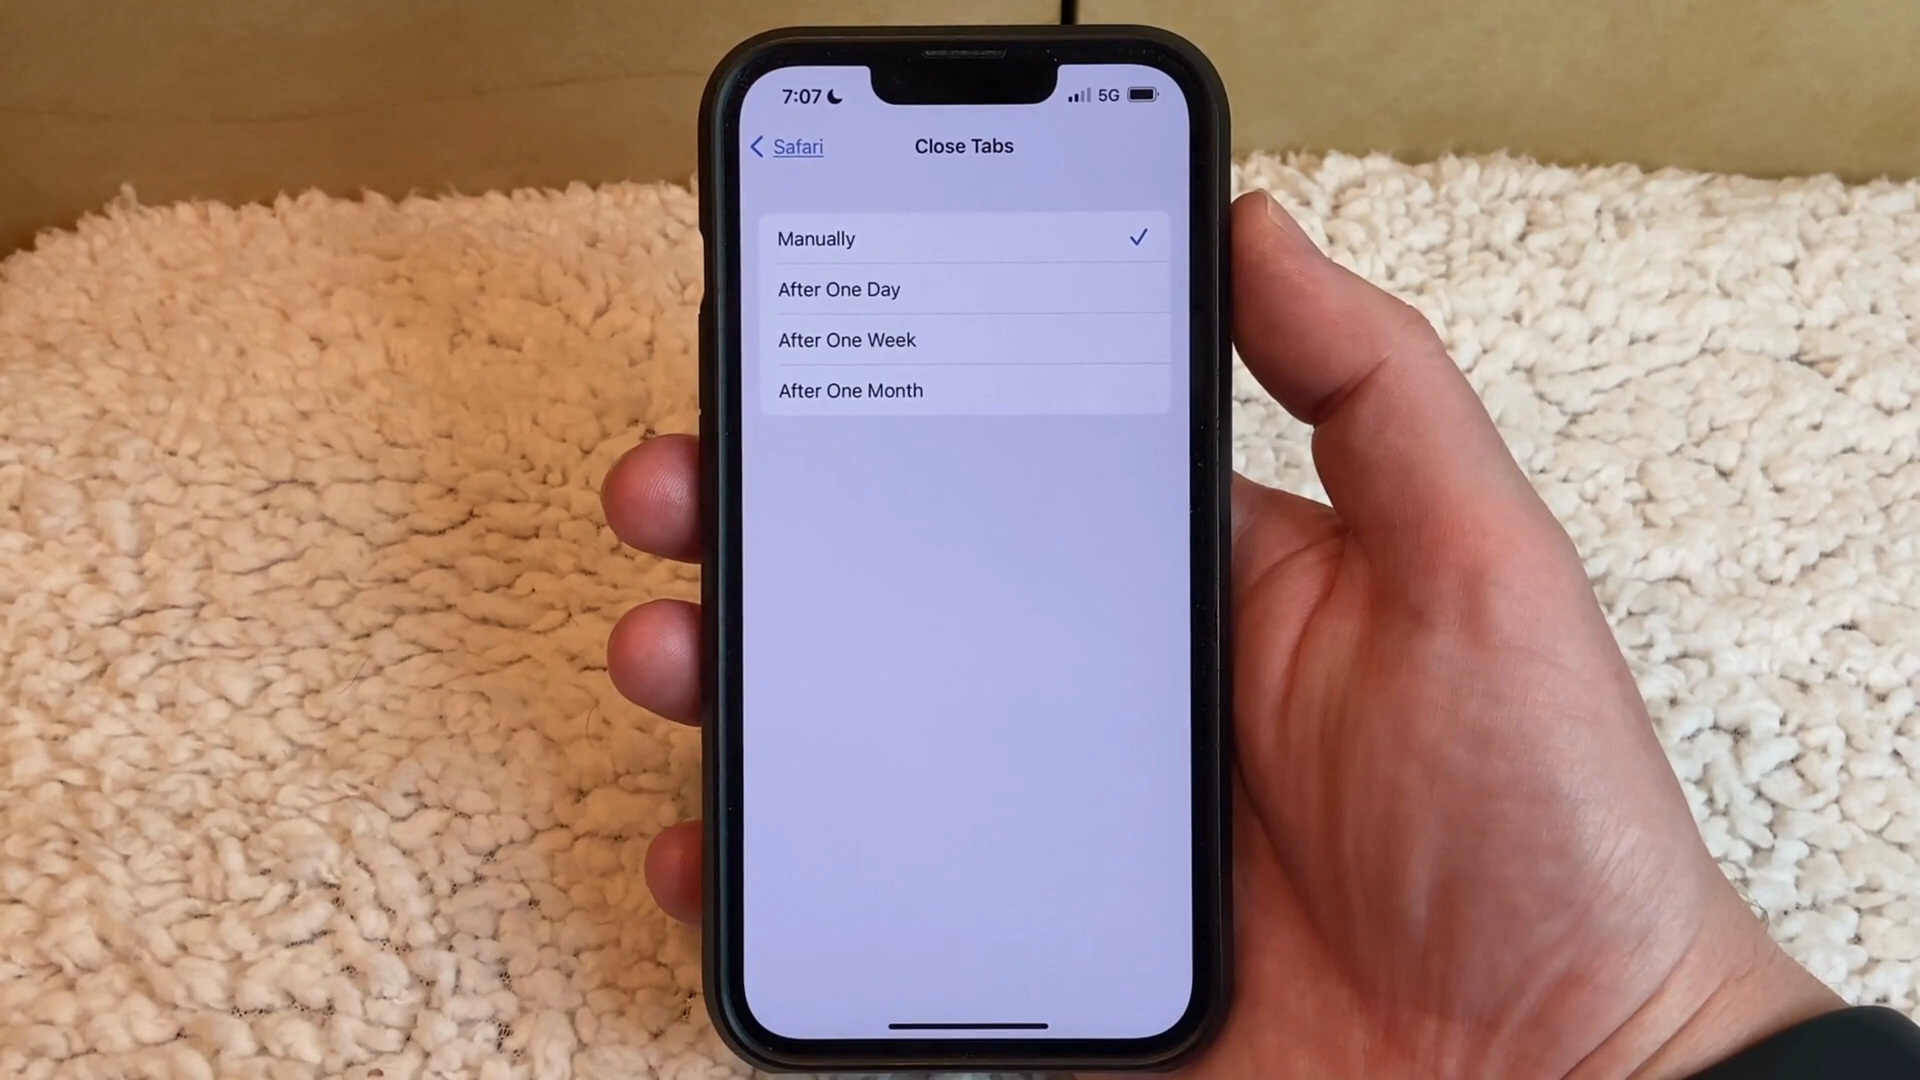 7:07
5G
Safari
Close Tabs
Manually
After One Day
After One Week
After One Month